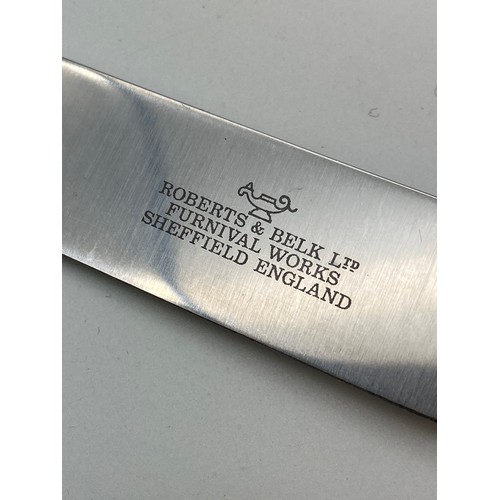 ROBERTS & BELK LTD
FURNIVAL WORKS
SHEFFIELD ENGLAND